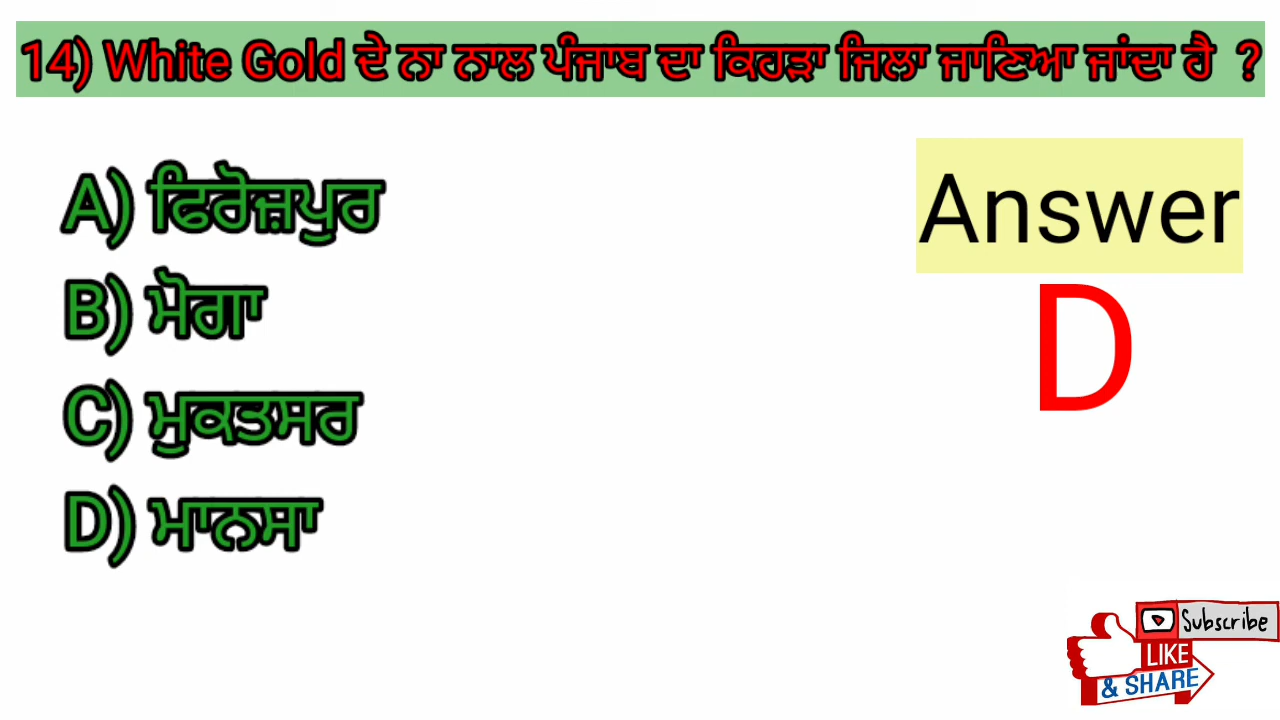 14) White Gold ਦੇ ਨਾ ਨਾਲ ਪੰਜਾਬ ਦਾ ਕਿਹੜਾ ਜਿਲਾ ਜਾਣਿਆ ਜਾਂਦਾ ਹੈ ?
A) ਫਿਰੋਜ਼ਪੁਰ
B) ਮੋਗਾ
C) ਮੁਕਤਸਰ
D) ਮਾਨਸਾ
Answer
D
Subscribe
LIKE
& SHARE